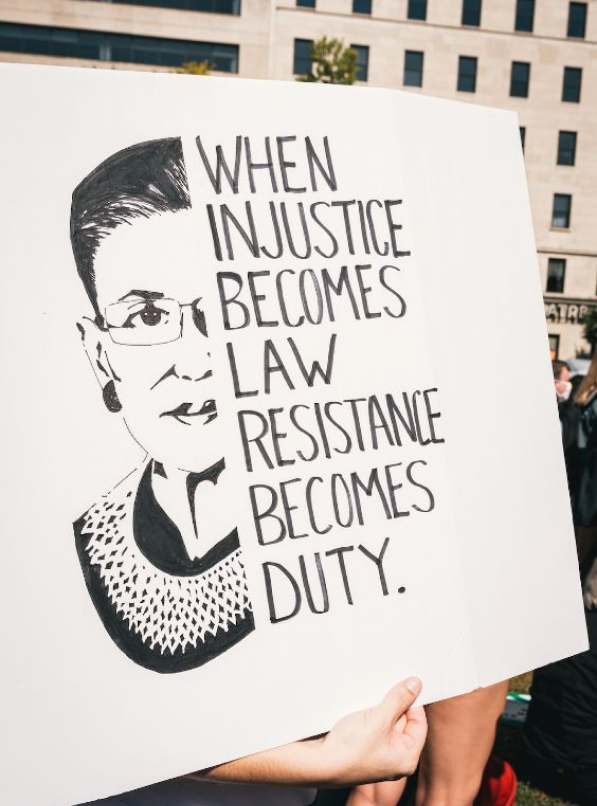 WHEN
INJUSTICE
BECOMES
LAW
RESISTANCE
BECOMES
DUTY.